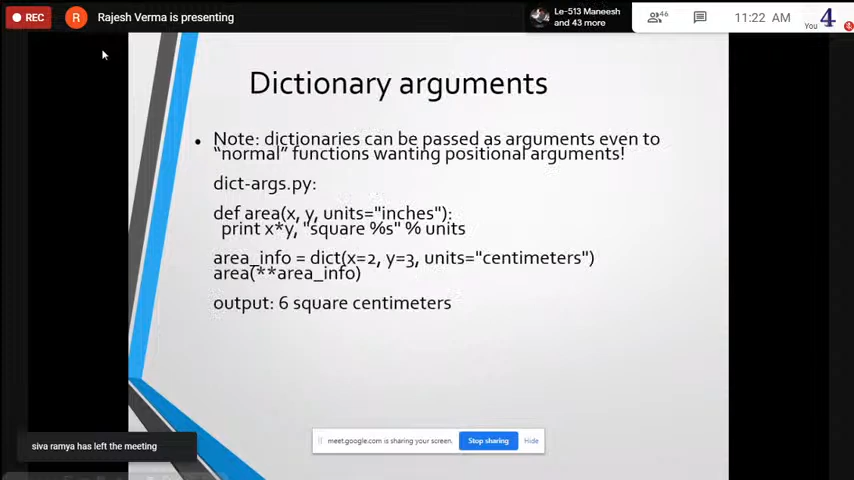 REC
R
Rajesh Verma is presenting
Le-513 Maneesh
and 43 more
46
11:22 AM
You
4
Dictionary arguments
• Note: dictionaries can be passed as arguments even to
“normal” functions wanting positional arguments!
dict-args.py:
def area(x, y, units="inches"):
print x*y, "square %s" % units
area_info = dict(x=2, y=3, units="centimeters")
area(**area_info)
output: 6 square centimeters
meet.google.com is sharing your screen.
Stop sharing
Hide
siva ramya has left the meeting